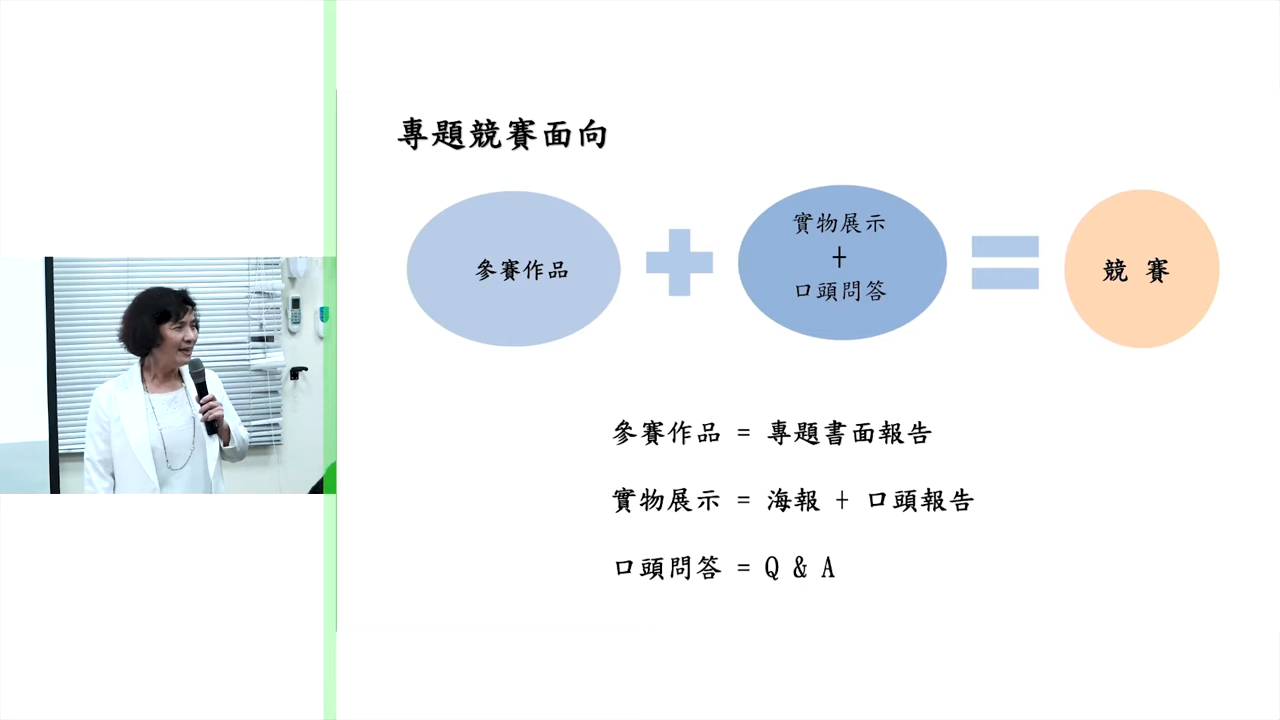 專題競賽面向
參賽作品
實物展示
+
口頭問答
競 賽
參賽作品 = 專題書面報告
實物展示 = 海報 + 口頭報告
口頭問答 = Q & A